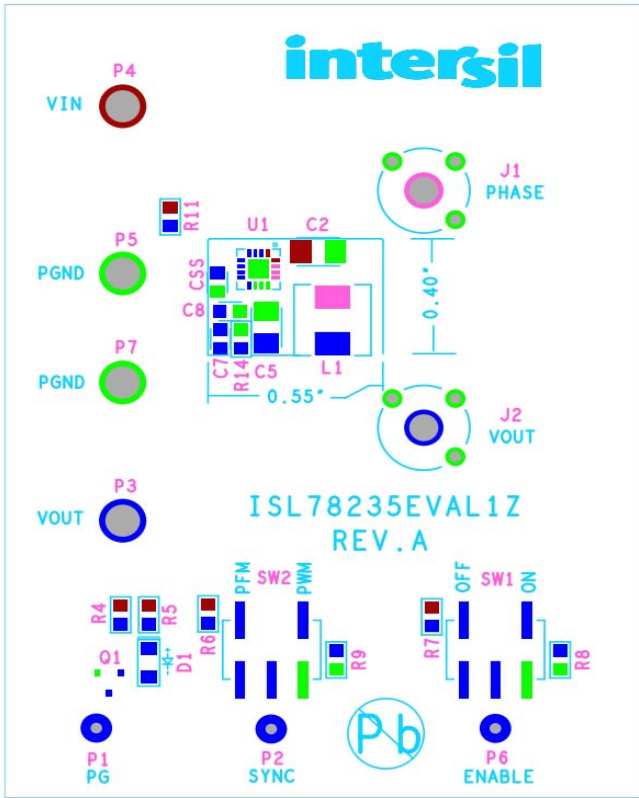 intersil
P4
VIN
J1
PHASE
R11
U1
C2
P5
PGND
CSS
0.40"
C8
P7
PGND
C7
R14
C5
L1
0.55"
J2
VOUT
P3
VOUT
ISL78235EVAL1Z
REV.A
PFM
SW2
PWM
OFF
SW1
ON
R4
R5
R6
R7
Q1
D1
R9
R8
P1
PG
P2
SYNC
Pb
P6
ENABLE